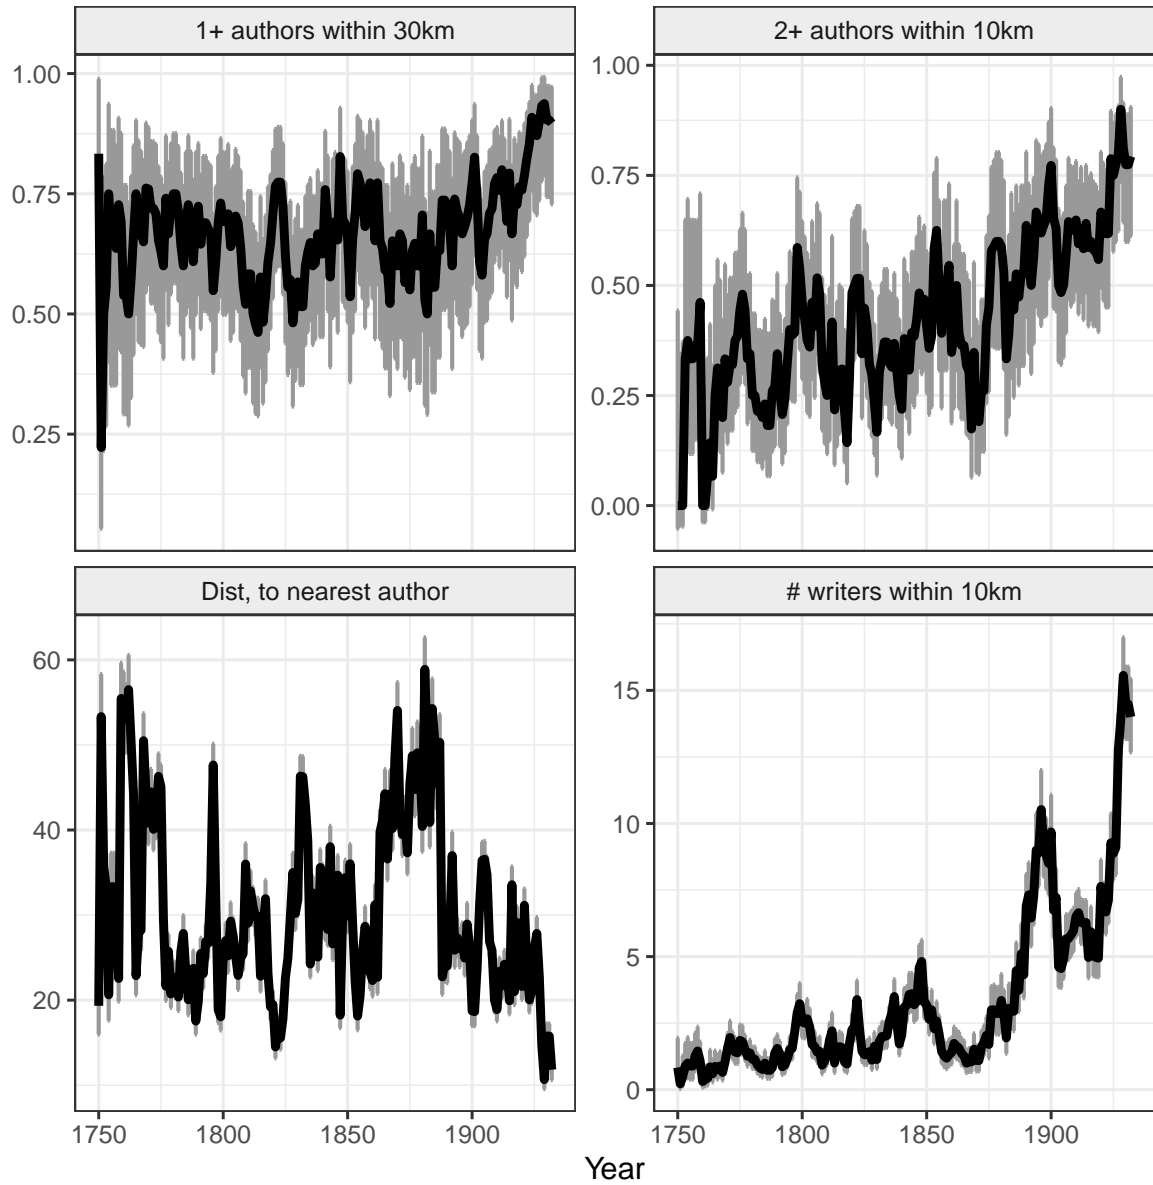 1+ authors within 30km
2+ authors within 10km
1.00
0.75
0.50
0.25
1.00
0.75
0.50
0.25
0.00
Dist, to nearest author
# writers within 10km
60
40
20
15
10
5
0
1750 1800 1850 1900
1750 1800 1850 1900
Year